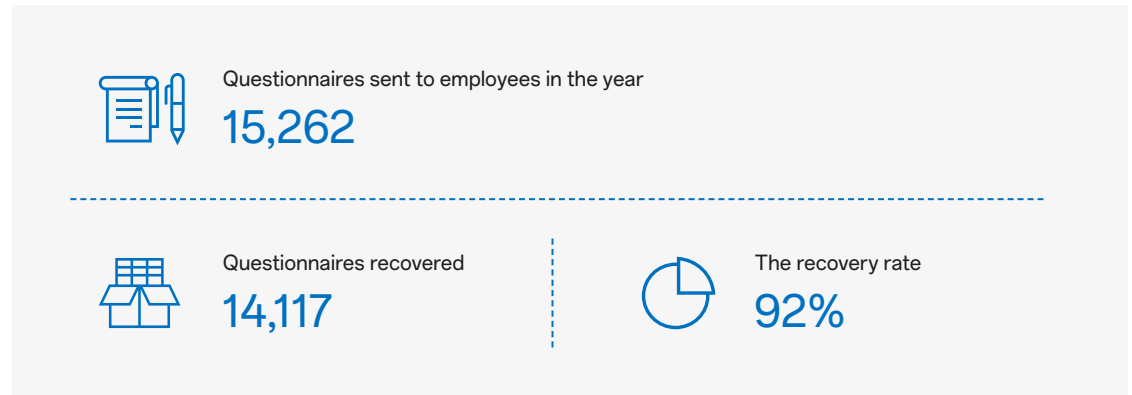 Questionnaires sent to employees in the year
15,262
Questionnaires recovered
14,117
The recovery rate
92%